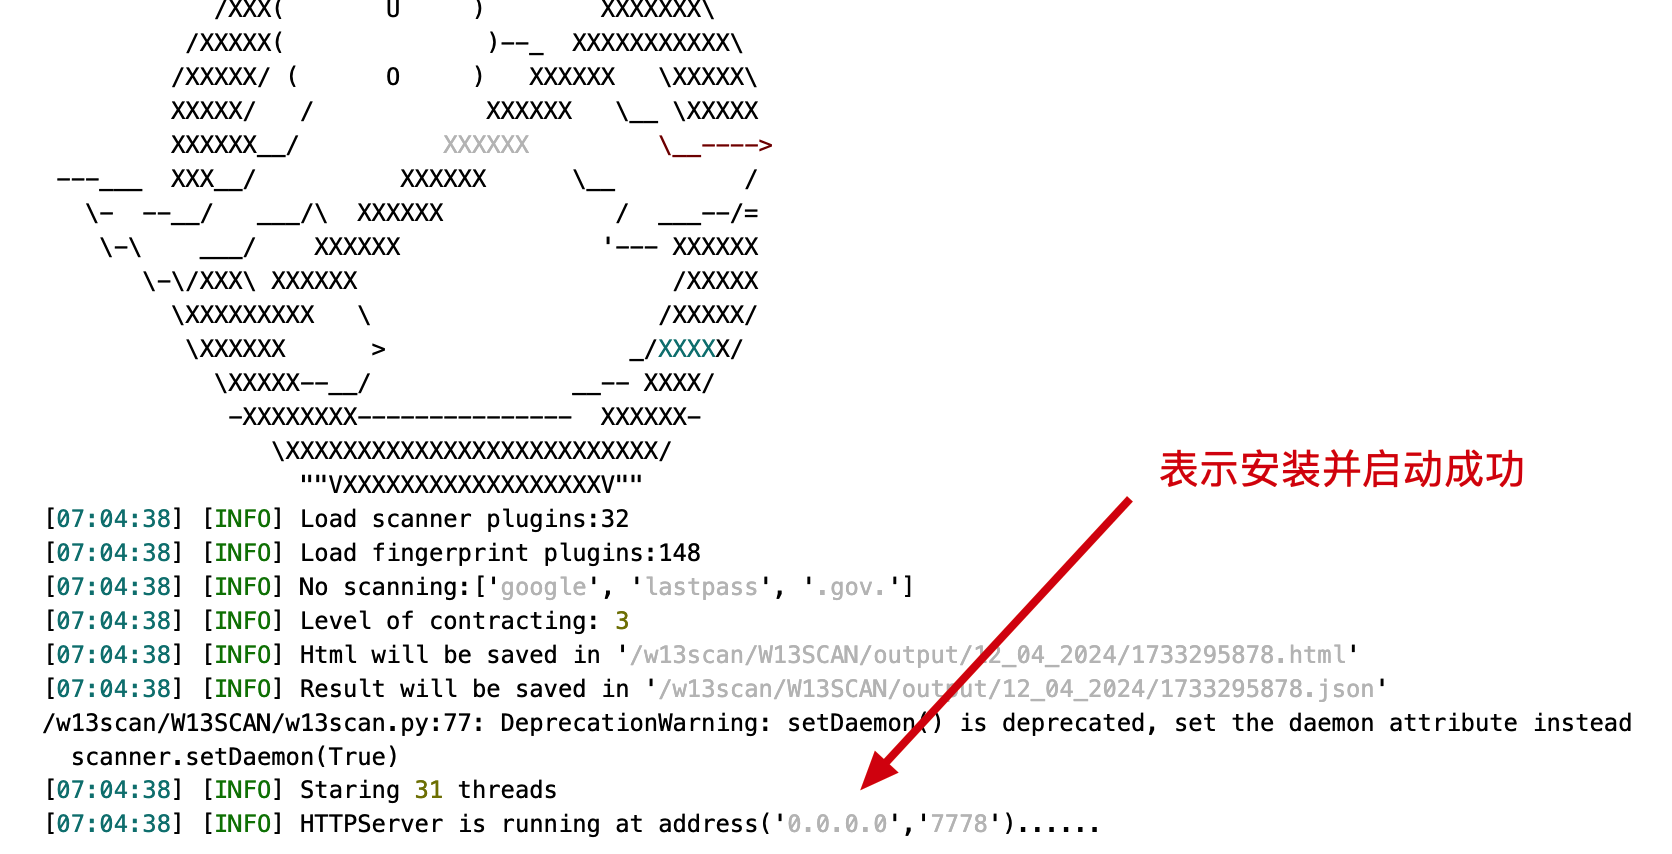 /XXX(       U     )        XXXXXXX\
/XXXXX(              )--_  XXXXXXXXXXX\
/XXXXX/ (      O     )   XXXXXX   \XXXXX\
XXXXX/   /            XXXXXX   \__ \XXXXX
XXXXXX__/          XXXXXX         \__---->
---___  XXX__/          XXXXXX      \__         /
\-  --__/   ___/\  XXXXXX            /  ___--/=
\-\    ___/    XXXXXX              '--- XXXXXX
\-\/XXX\ XXXXXX                      /XXXXX
\XXXXXXXXX   \                    /XXXXX/
\XXXXXX      >                 _/XXXXX/
\XXXXX--__/              __-- XXXX/
-XXXXXXXX---------------  XXXXXX-
\XXXXXXXXXXXXXXXXXXXXXXXXXX/
""VXXXXXXXXXXXXXXXXXXV""
表示安装并启动成功
[07:04:38] [INFO] Load scanner plugins:32
[07:04:38] [INFO] Load fingerprint plugins:148
[07:04:38] [INFO] No scanning:['google', 'lastpass', '.gov.']
[07:04:38] [INFO] Level of contracting: 3
[07:04:38] [INFO] Html will be saved in '/w13scan/W13SCAN/output/12_04_2024/1733295878.html'
[07:04:38] [INFO] Result will be saved in '/w13scan/W13SCAN/output/12_04_2024/1733295878.json'
/w13scan/W13SCAN/w13scan.py:77: DeprecationWarning: setDaemon() is deprecated, set the daemon attribute instead
scanner.setDaemon(True)
[07:04:38] [INFO] Staring 31 threads
[07:04:38] [INFO] HTTPServer is running at address('0.0.0.0','7778')......